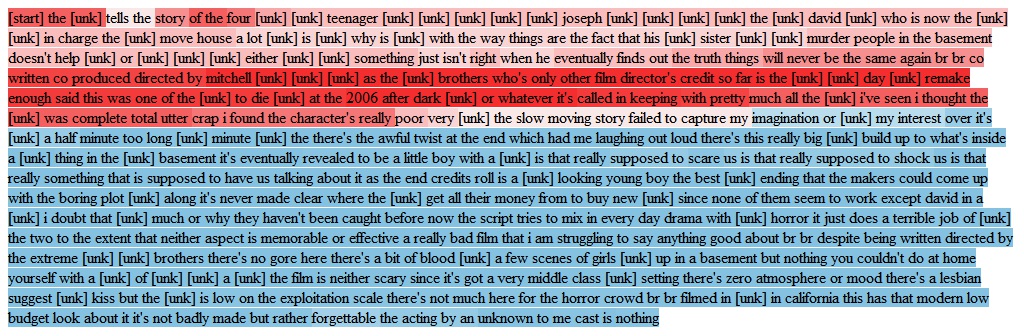 [start] the [unk] tells the story of the four [unk] [unk] teenager [unk] [unk] [unk] [unk] [unk] joseph [unk] [unk] [unk] [unk] the [unk] david [unk] who is now the [unk]
[unk] in charge the [unk] move house a lot [unk] is [unk] why is [unk] with the way things are the fact that his [unk] sister [unk] [unk] murder people in the basement
doesn't help [unk] or [unk] [unk] [unk] either [unk] [unk] something just isn't right when he eventually finds out the truth things will never be the same again br br co
written co produced directed by mitchell [unk] [unk] [unk] as the [unk] brothers who's only other film director's credit so far is the [unk] [unk] day [unk] remake
enough said this was one of the [unk] to die [unk] at the 2006 after dark [unk] or whatever it's called in keeping with pretty much all the [unk] i've seen i thought the
[unk] was complete total utter crap i found the character's really poor very [unk] the slow moving story failed to capture my imagination or [unk] my interest over it's
[unk] a half minute too long [unk] minute [unk] the there's the awful twist at the end which had me laughing out loud there's this really big [unk] build up to what's inside
a [unk] thing in the [unk] basement it's eventually revealed to be a little boy with a [unk] is that really supposed to scare us is that really supposed to shock us is that
really something that is supposed to have us talking about it as the end credits roll is a [unk] looking young boy the best [unk] ending that the makers could come up
with the boring plot [unk] along it's never made clear where the [unk] get all their money from to buy new [unk] since none of them seem to work except david in a
[unk] i doubt that [unk] much or why they haven't been caught before now the script tries to mix in every day drama with [unk] horror it just does a terrible job of [unk]
the two to the extent that neither aspect is memorable or effective a really bad film that i am struggling to say anything good about br br despite being written directed by
the extreme [unk] [unk] brothers there's no gore here there's a bit of blood [unk] a few scenes of girls [unk] up in a basement but nothing you couldn't do at home
yourself with a [unk] of [unk] [unk] a [unk] the film is neither scary since it's got a very middle class [unk] setting there's zero atmosphere or mood there's a lesbian
suggest [unk] kiss but the [unk] is low on the exploitation scale there's not much here for the horror crowd br br filmed in [unk] in california this has that modern low
budget look about it it's not badly made but rather forgettable the acting by an unknown to me cast is nothing